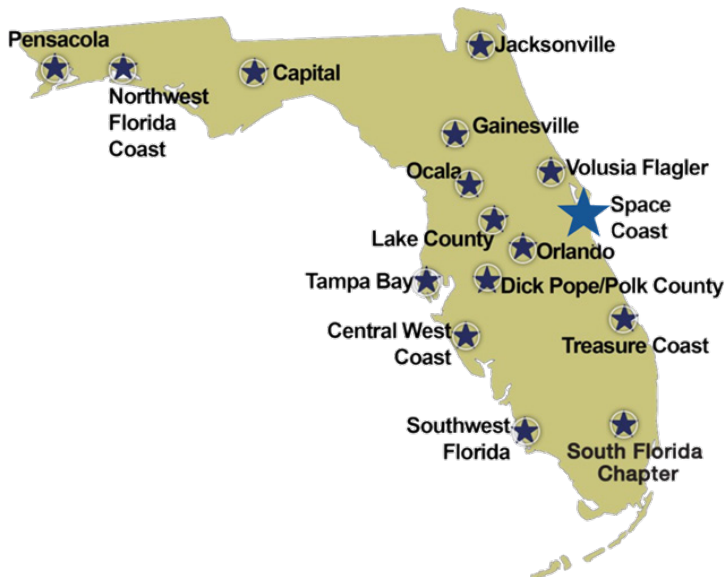 Pensacola
Jacksonville
Capital
Northwest
Florida
Coast
Gainesville
Volusia Flagler
Ocala
Space
Coast
Lake County
Orlando
Tampa Bay
Dick Pope/Polk County
Central West
Coast
Treasure Coast
Southwest
Florida
South Florida
Chapter